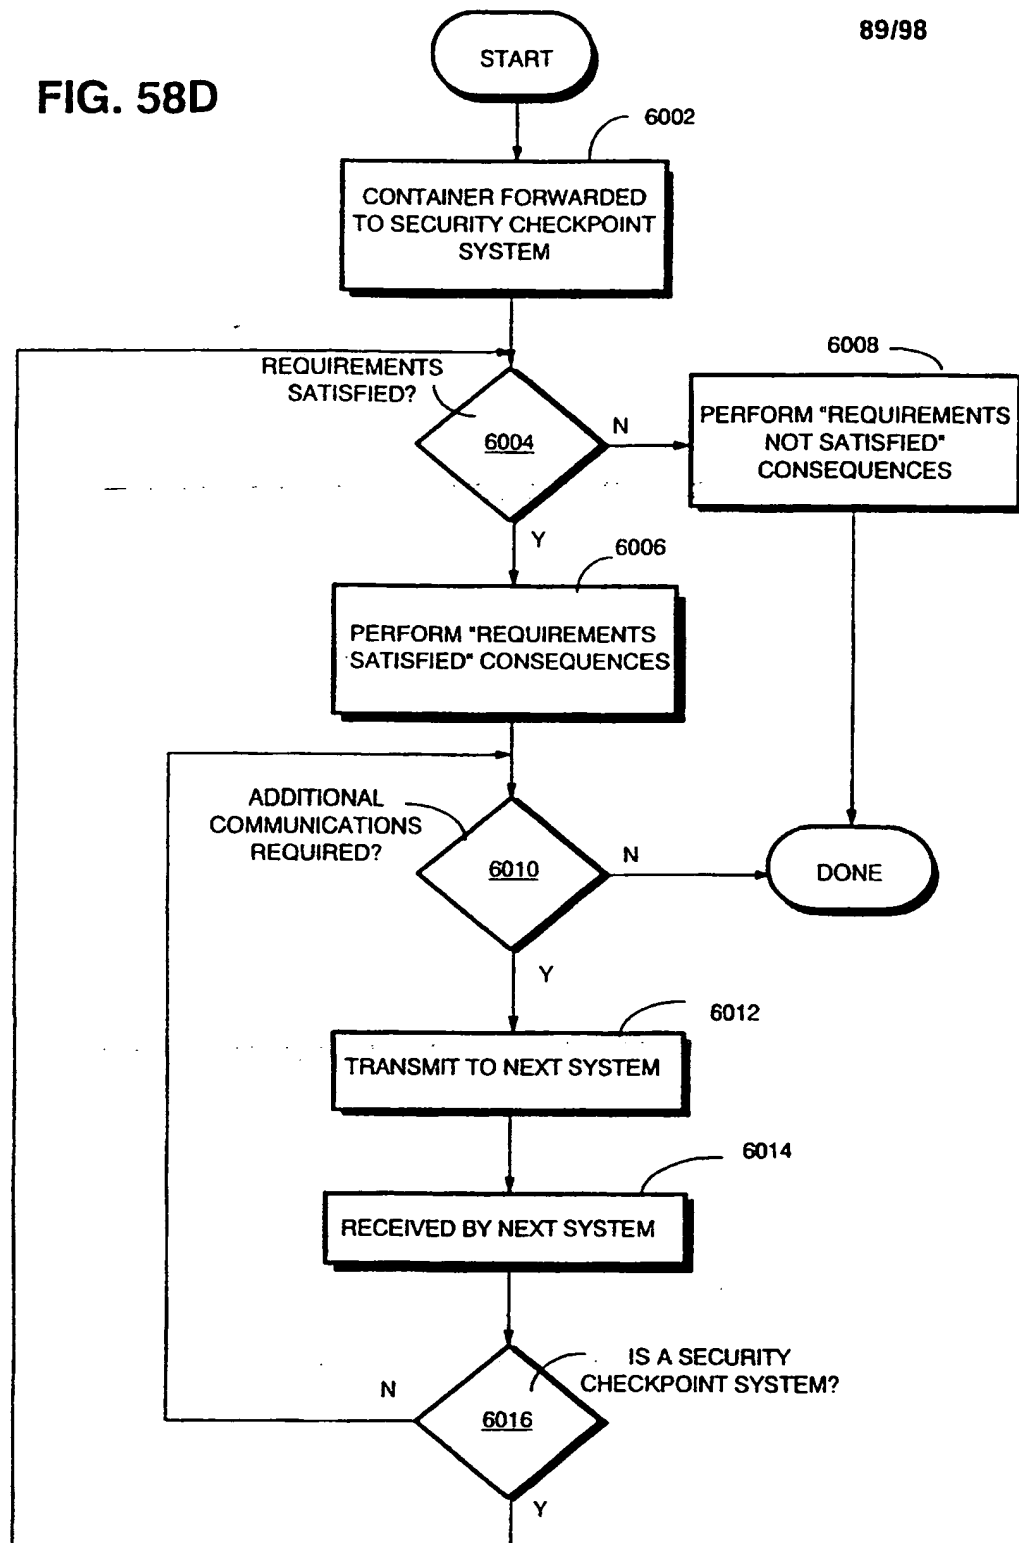 89/98
FIG. 58D
START
6002
CONTAINER FORWARDED
TO SECURITY CHECKPOINT
SYSTEM
REQUIREMENTS
SATISFIED?
6004
N
6008
PERFORM "REQUIREMENTS
NOT SATISFIED"
CONSEQUENCES
Y
6006
PERFORM "REQUIREMENTS
SATISFIED" CONSEQUENCES
ADDITIONAL
COMMUNICATIONS
REQUIRED?
6010
N
DONE
Y
6012
TRANSMIT TO NEXT SYSTEM
6014
RECEIVED BY NEXT SYSTEM
IS A SECURITY
CHECKPOINT SYSTEM?
N
6016
Y